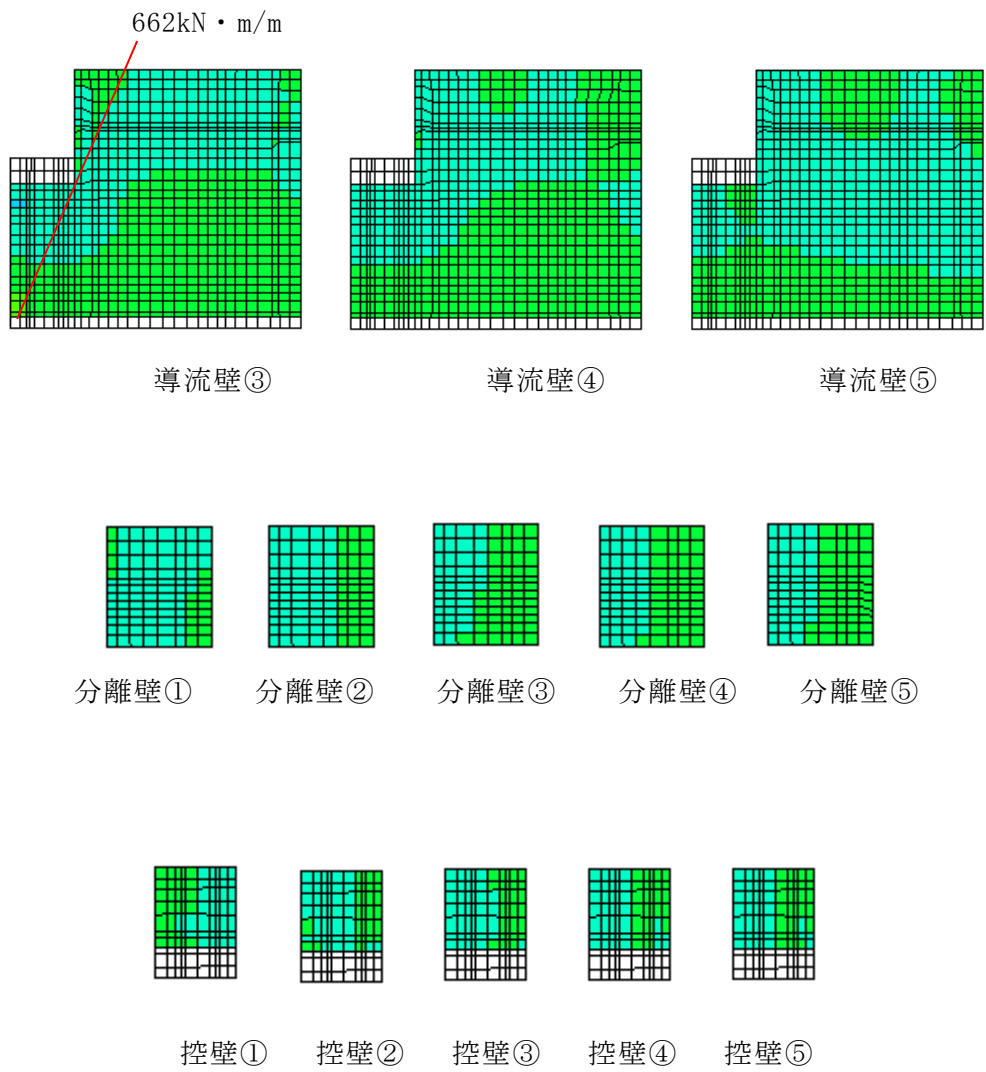 662kN・m/m
導流壁③ 導流壁④ 導流壁⑤
分離壁① 分離壁② 分離壁③ 分離壁④ 分離壁⑤
控壁① 控壁② 控壁③ 控壁④ 控壁⑤